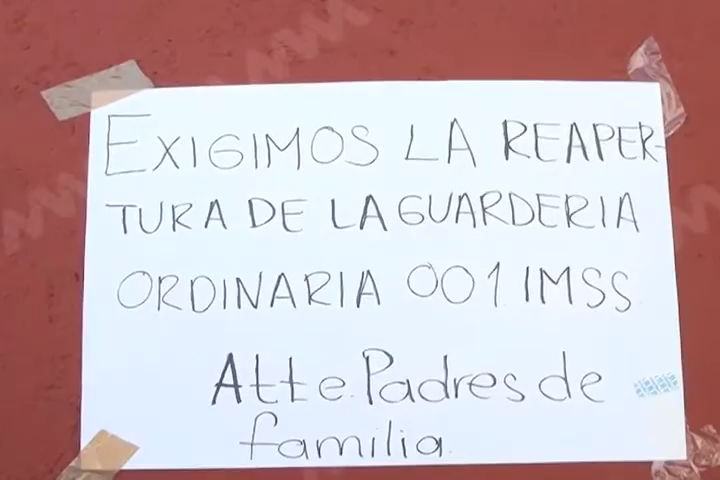 EXIGIMOS LA REAPER-
TURA DE LA GUARDERIA
ORDINARIA 001 IMSS
Atte. Padres de
familia.